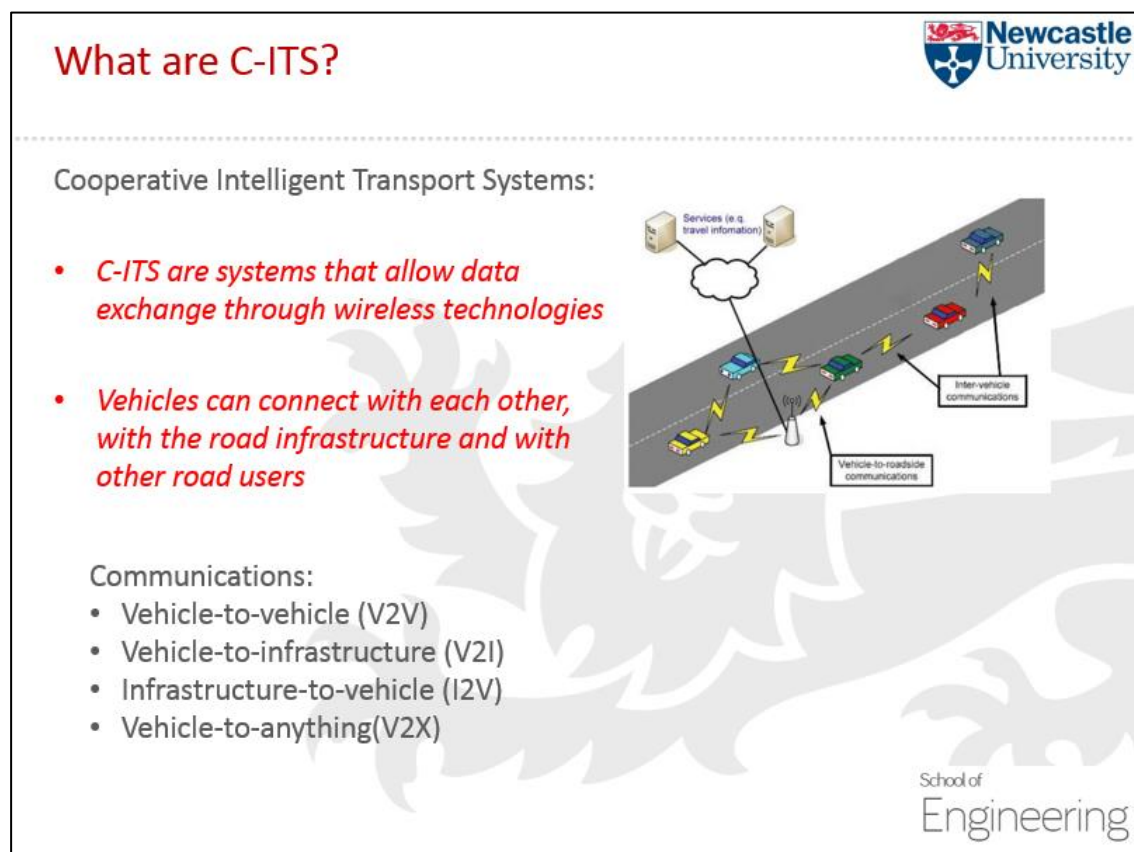 What are C-ITS?
Newcastle
University
Cooperative Intelligent Transport Systems:
• C-ITS are systems that allow data
exchange through wireless technologies
• Vehicles can connect with each other,
with the road infrastructure and with
other road users
Services (e.q.
travel infomation)
Inter-vehicle
communications
Vehicle-to-roadside
communications
Communications:
• Vehicle-to-vehicle (V2V)
• Vehicle-to-infrastructure (V2I)
• Infrastructure-to-vehicle (I2V)
• Vehicle-to-anything(V2X)
School of
Engineering